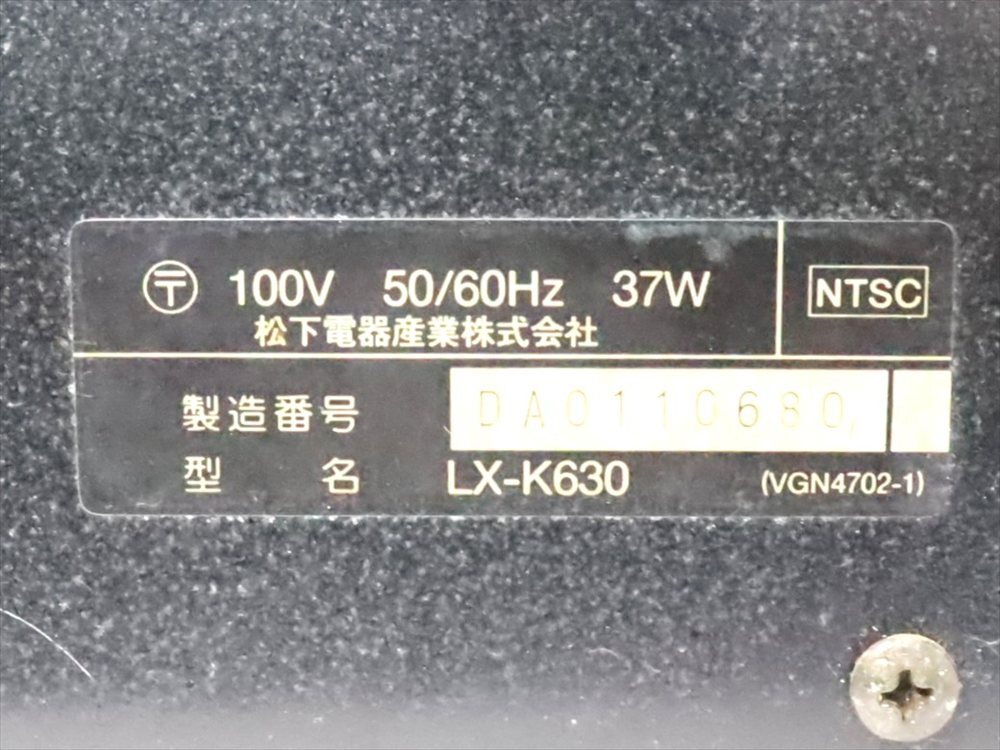 〒 100V 50/60Hz 37W
松下電器産業株式会社
NTSC
製造番号 DA0110680
型名 LX-K630 (VGN4702-1)